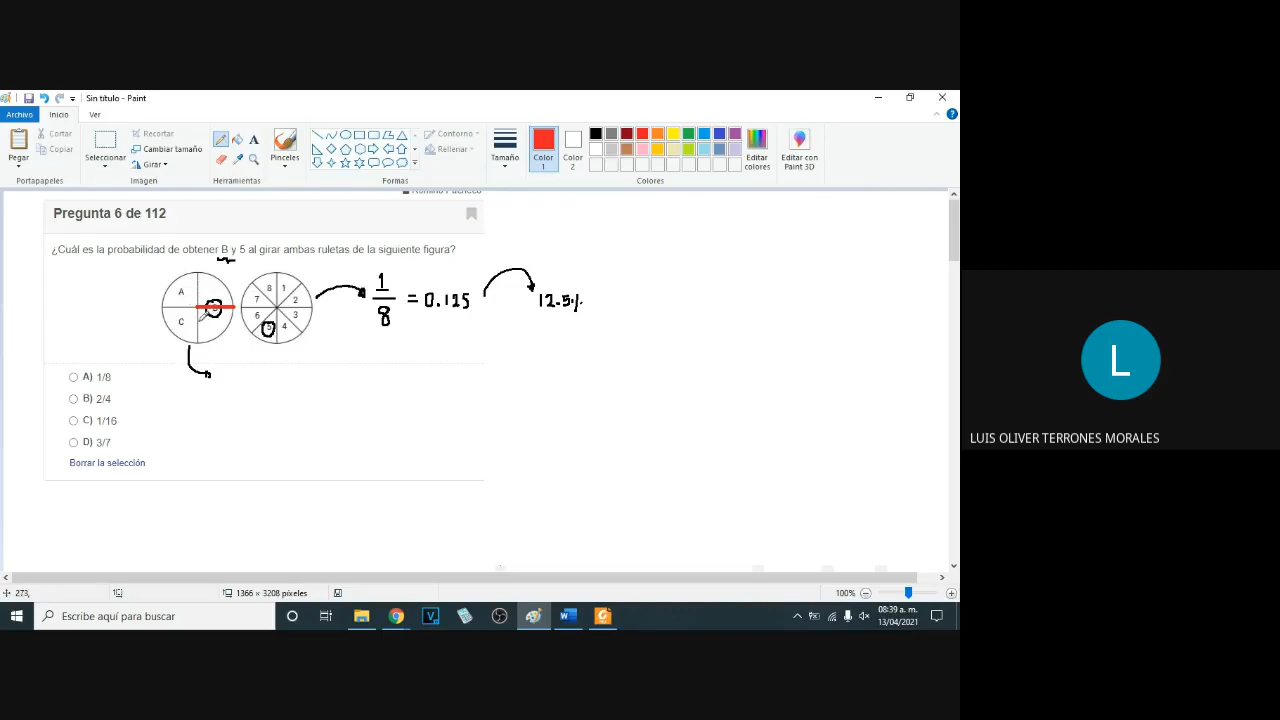 Sin título - Paint
Archivo
Inicio
Ver
Pegar
Cortar
Copiar
Portapapeles
Seleccionar
Recortar
Cambiar tamaño
Girar
Imagen
Herramientas
Pinceles
Contorno
Rellenar
Formas
Tamaño
Color
1
Color
2
Colores
Editar
colores
Editar con
Paint 3D
Pregunta 6 de 112
¿Cuál es la probabilidad de obtener B y 5 al girar ambas ruletas de la siguiente figura?
A
C
8 1
7 2
6 3
5 4
1
8
= 0.125
12.5%
A) 1/8
B) 2/4
C) 1/16
D) 3/7
Borrar la selección
L
LUIS OLIVER TERRONES MORALES
273,
1366 × 3208 píxeles
100%
Escribe aquí para buscar
08:39 a. m.
13/04/2021